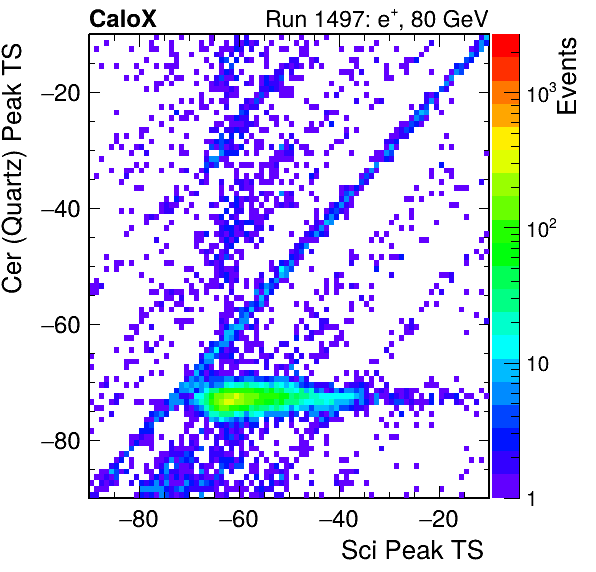 CaloX Run 1497: e⁺, 80 GeV
Cer (Quartz) Peak TS
−20
−40
−60
−80
−80 −60 −40 −20
Sci Peak TS
Events
10³
10²
10
1